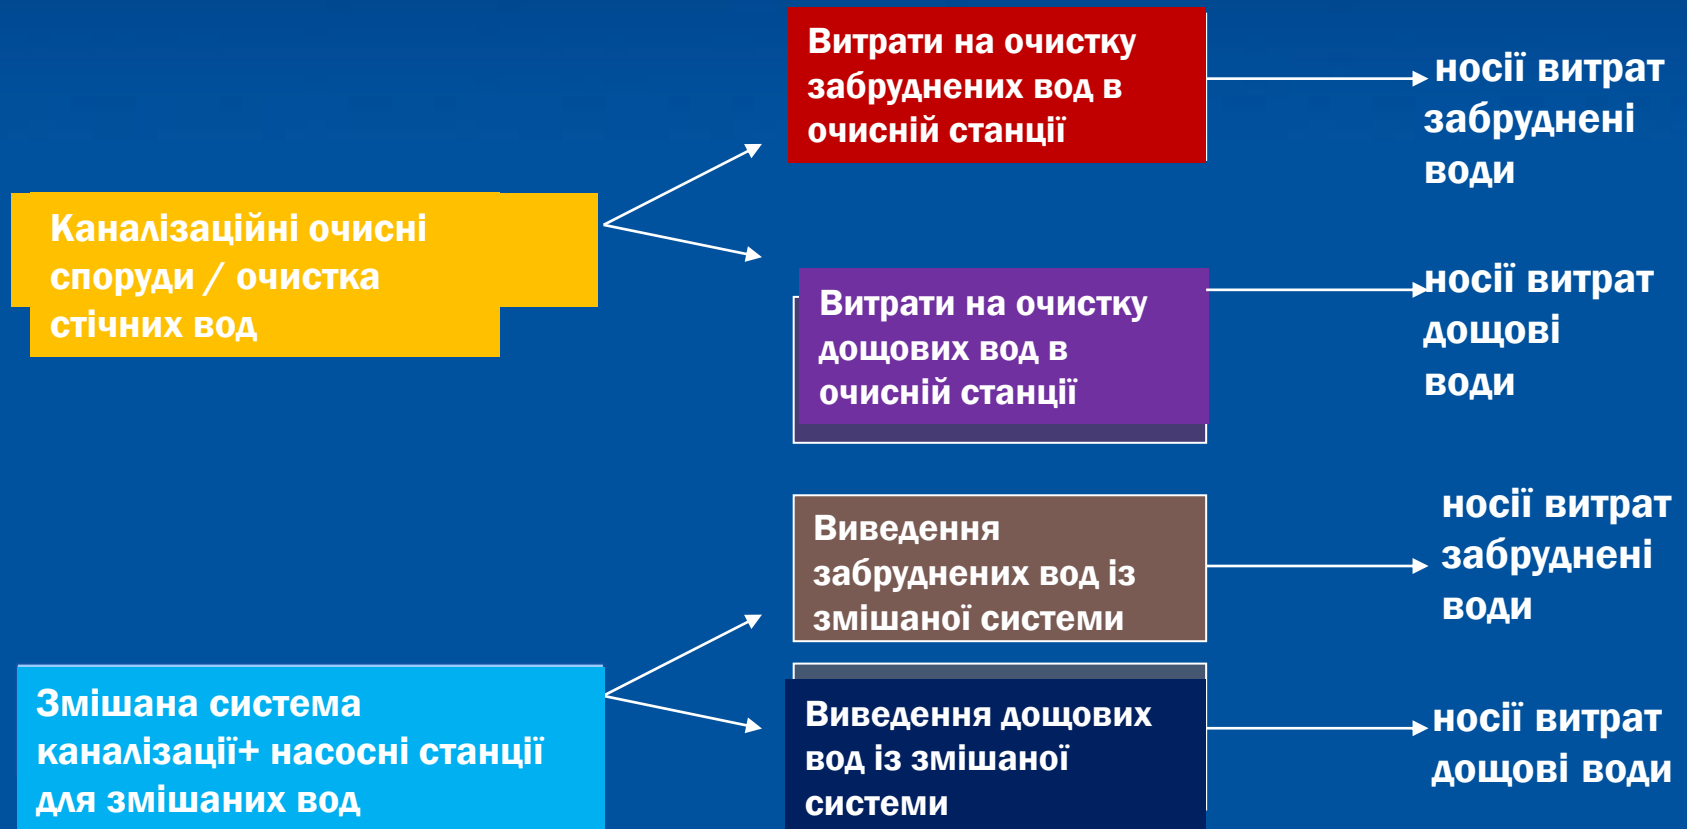 Витрати на очистку
забруднених вод в
очисній станції
носії витрат
забруднені
води
Каналізаційні очисні
споруди / очистка
стічних вод
Витрати на очистку
дощових вод в
очисній станції
носії витрат
дощові
води
Виведення
забруднених вод із
змішаної системи
носії витрат
забруднені
води
Змішана система
каналізації+ насосні станції
для змішаних вод
Виведення дощових
вод із змішаної
системи
носії витрат
дощові води